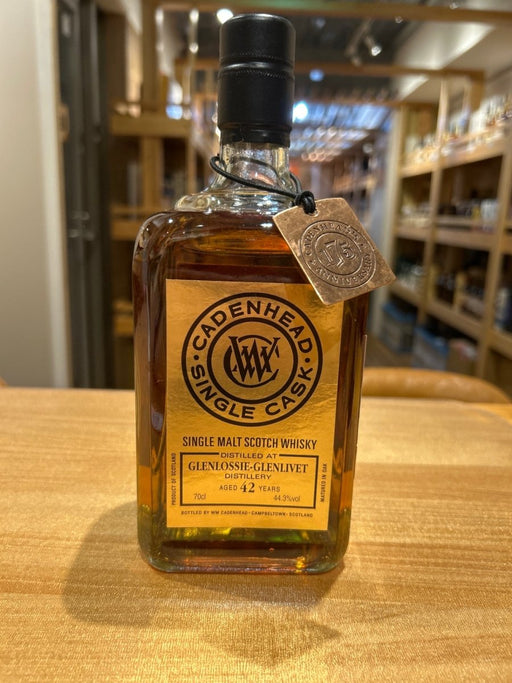 CADENHEAD
WMC
SINGLE CASK
SINGLE MALT SCOTCH WHISKY
DISTILLED AT
GLENLOSSIE-GLENLIVET
DISTILLERY
AGED 42 YEARS
70cl 44.3%vol
PRODUCT OF SCOTLAND
MATURED IN OAK
BOTTLED BY WM CADENHEAD · CAMPBELTOWN · SCOTLAND